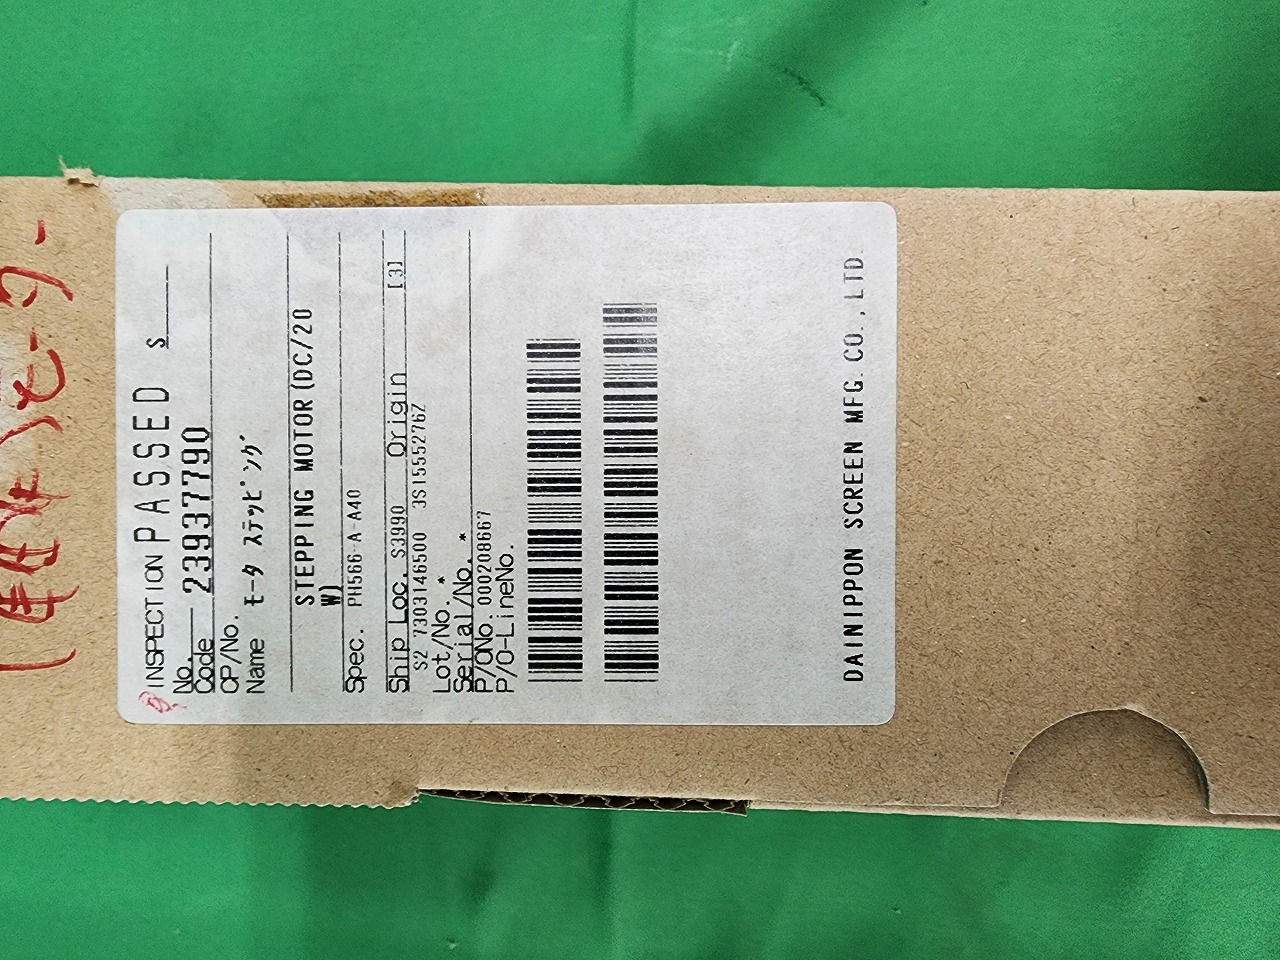 INSPECTION PASSED $
No.
Code 23937790
CP/No.
Name モータ ステッピング
STEPPING MOTOR(DC/20
W)
Spec. PH566-A-A40
Ship Loc. S3990 Origin [3]
S2 7303146500 3S1555276Z
Lot/No. *
Serial/No. *
P/ONo. 000208667
P/O-LineNo.
DAINIPPON SCREEN MFG. CO., LTD.